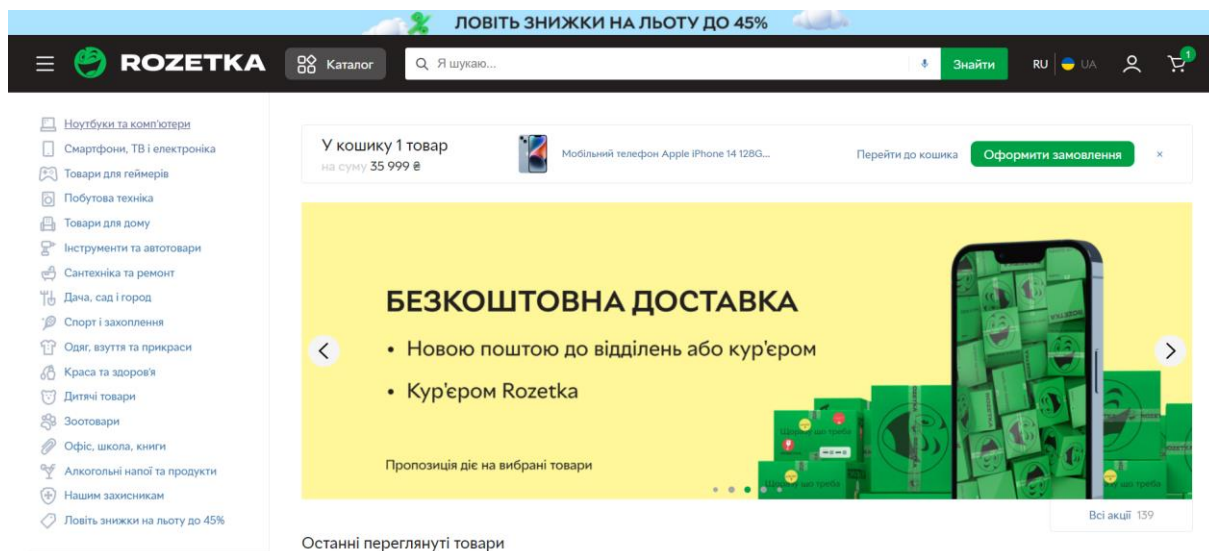 ЛОВІТЬ ЗНИЖКИ НА ЛЬОТУ ДО 45%
ROZETKA
Каталог
Я шукаю...
Знайти
RU | UA
1
Ноутбуки та комп'ютери
Смартфони, ТВ і електроніка
Товари для геймерів
Побутова техніка
Товари для дому
Інструменти та автотовари
Сантехніка та ремонт
Дача, сад і город
Спорт і захоплення
Одяг, взуття та прикраси
Краса та здоров'я
Дитячі товари
Зоотовари
Офіс, школа, книги
Алкогольні напої та продукти
Нашим захисникам
Ловіть знижки на льоту до 45%
У кошику 1 товар
на суму 35 999 ₴
Мобільний телефон Apple iPhone 14 128G...
Перейти до кошика
Оформити замовлення
×
БЕЗКОШТОВНА ДОСТАВКА
• Новою поштою до відділень або кур'єром
• Кур'єром Rozetka
Пропозиція діє на вибрані товари
Всі акції 139
Останні переглянуті товари